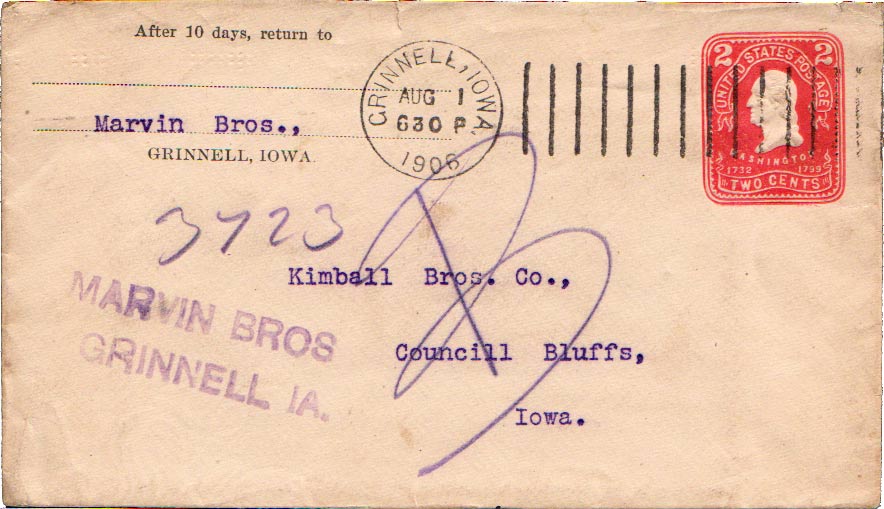 After 10 days, return to
Marvin Bros.,
GRINNELL, IOWA.
GRINNELL, IOWA.
AUG 1
630 P
1906
2 2
UNITED STATES POSTAGE
WASHINGTON
1732 1799
TWO CENTS
3723
Kimball Bros. Co.,
Councill Bluffs,
Iowa.
MARVIN BROS
GRINNELL IA.